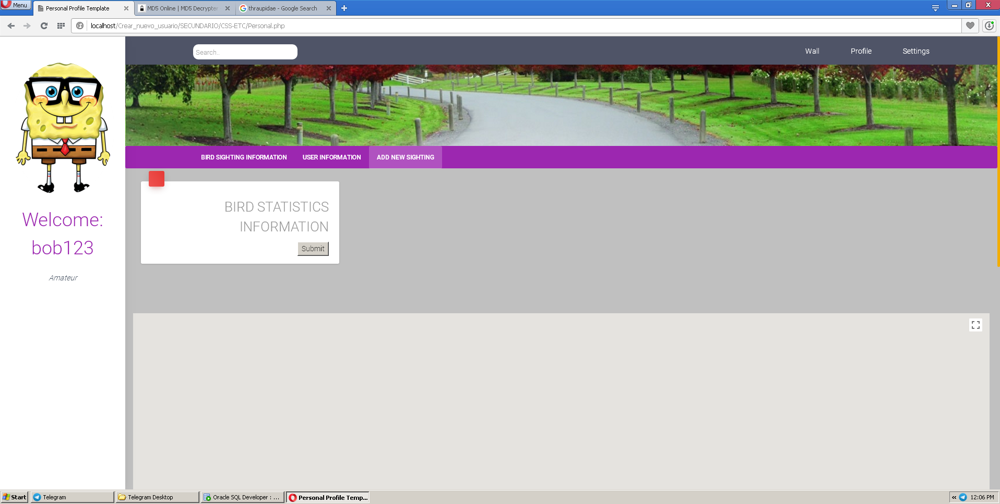 Menu
Personal Profile Template
MD5 Online | MD5 Decrypter
thraupidae - Google Search
localhost/Crear_nuevo_usuario/SECUNDARIO/CSS-ETC/Personal.php
Search..
Wall
Profile
Settings
BIRD SIGHTING INFORMATION
USER INFORMATION
ADD NEW SIGHTING
BIRD STATISTICS
INFORMATION
Submit
Welcome:
bob123
Amateur
Start
Telegram
Telegram Desktop
Oracle SQL Developer : ...
Personal Profile Temp...
12:06 PM